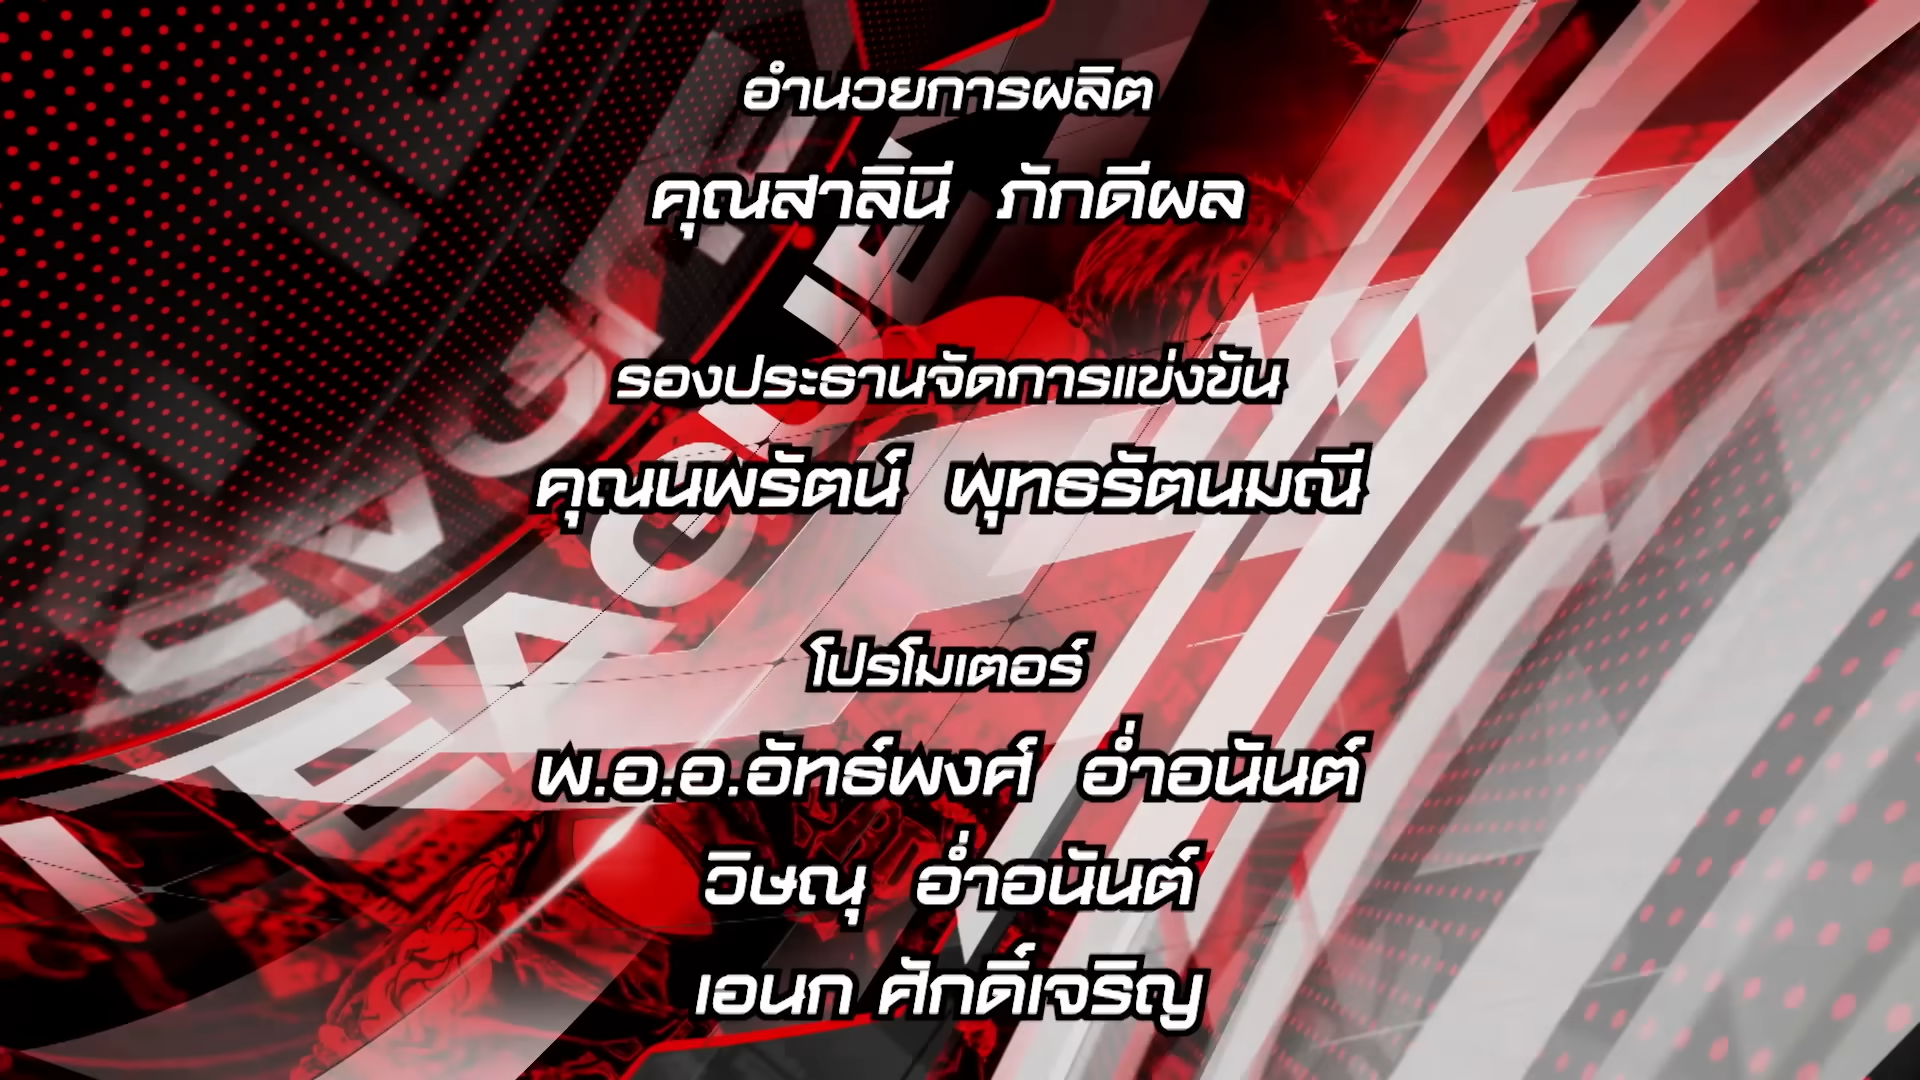 อำนวยการผลิต
คุณสาลินี ภักดีผล
รองประธานจัดการแข่งขัน
คุณนพรัตน์ พุทธรัตนมณี
โปรโมเตอร์
พ.อ.อ.อัทธ์พงศ์ อ่ำอนันต์
วิษณุ อ่ำอนันต์
เอนก ศักดิ์เจริญ
LEAGUE